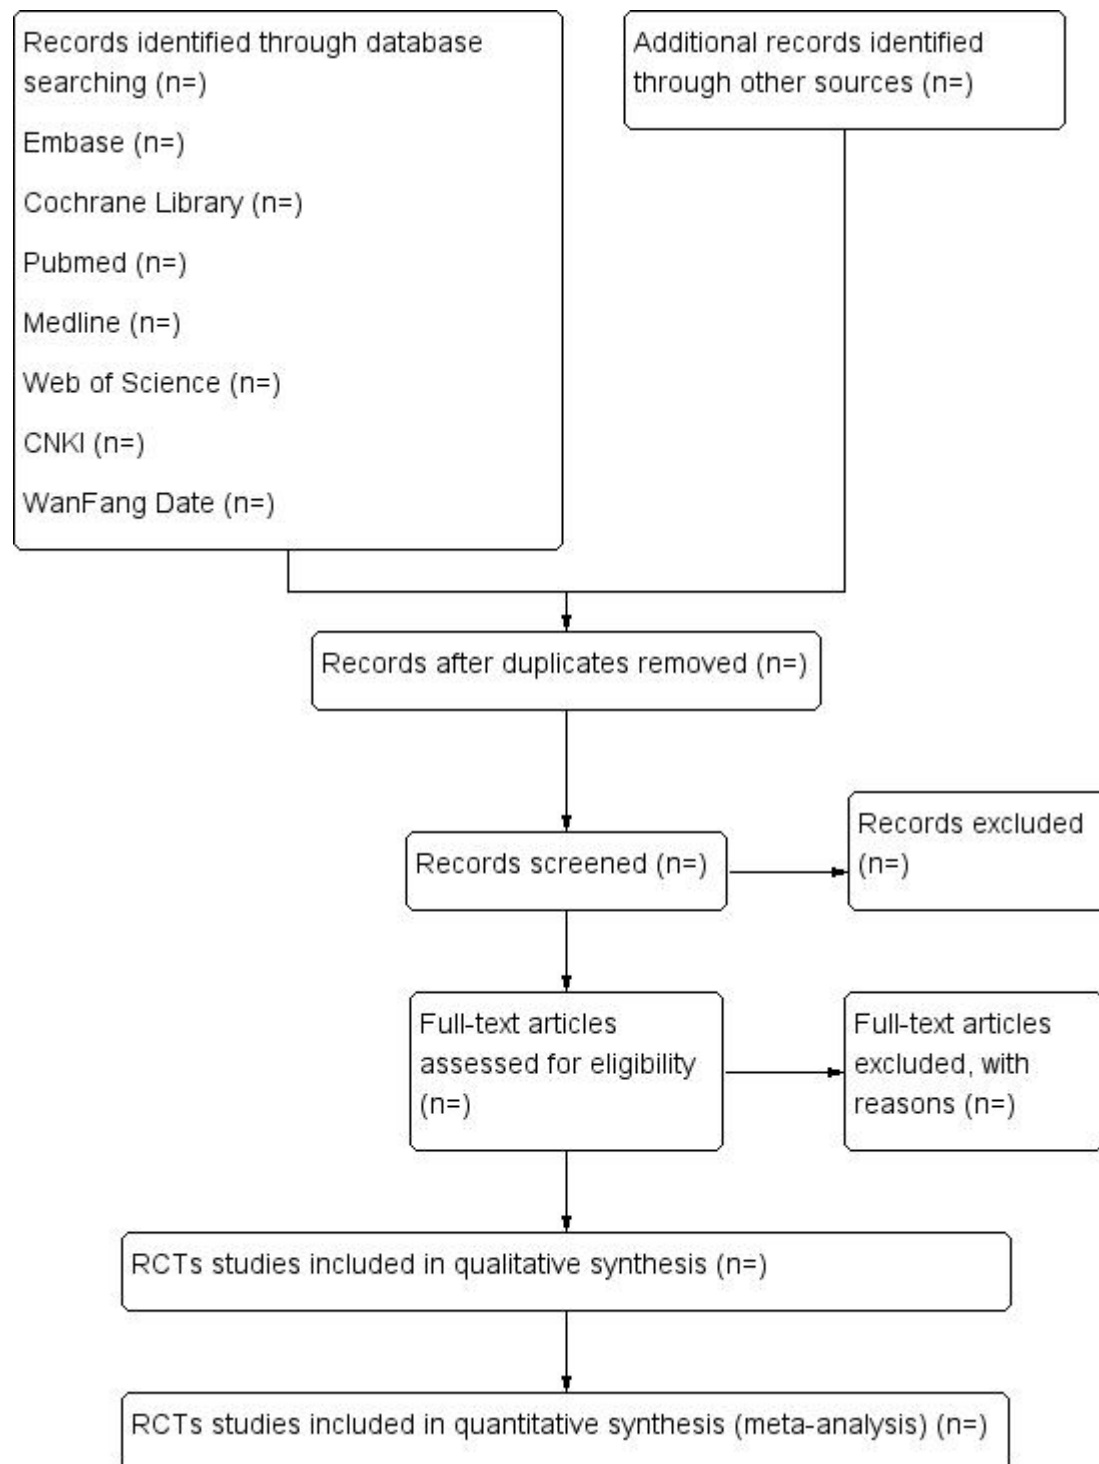 Records identified through database
searching (n=)
Embase (n=)
Cochrane Library (n=)
Pubmed (n=)
Medline (n=)
Web of Science (n=)
CNKI (n=)
WanFang Date (n=)
Additional records identified
through other sources (n=)
Records after duplicates removed (n=)
Records screened (n=)
Records excluded
(n=)
Full-text articles
assessed for eligibility
(n=)
Full-text articles
excluded, with
reasons (n=)
RCTs studies included in qualitative synthesis (n=)
RCTs studies included in quantitative synthesis (meta-analysis) (n=)